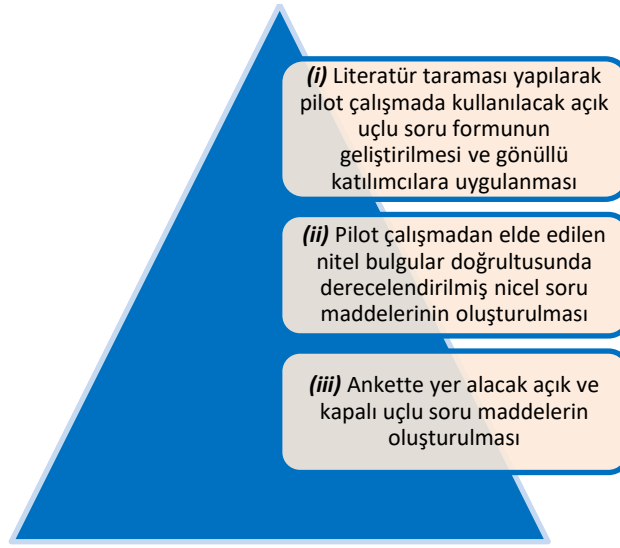 (i) Literatür taraması yapılarak
pilot çalışmada kullanılacak açık
uçlu soru formunun
geliştirilmesi ve gönüllü
katılımcılara uygulanması
(ii) Pilot çalışmadan elde edilen
nitel bulgular doğrultusunda
derecelendirilmiş nicel soru
maddelerinin oluşturulması
(iii) Ankette yer alacak açık ve
kapalı uçlu soru maddelerin
oluşturulması